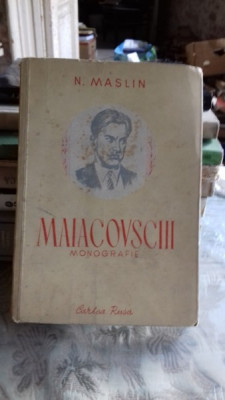 N. MASLIN
MAIACOVSCHI
MONOGRAFIE
Cartea Rusă